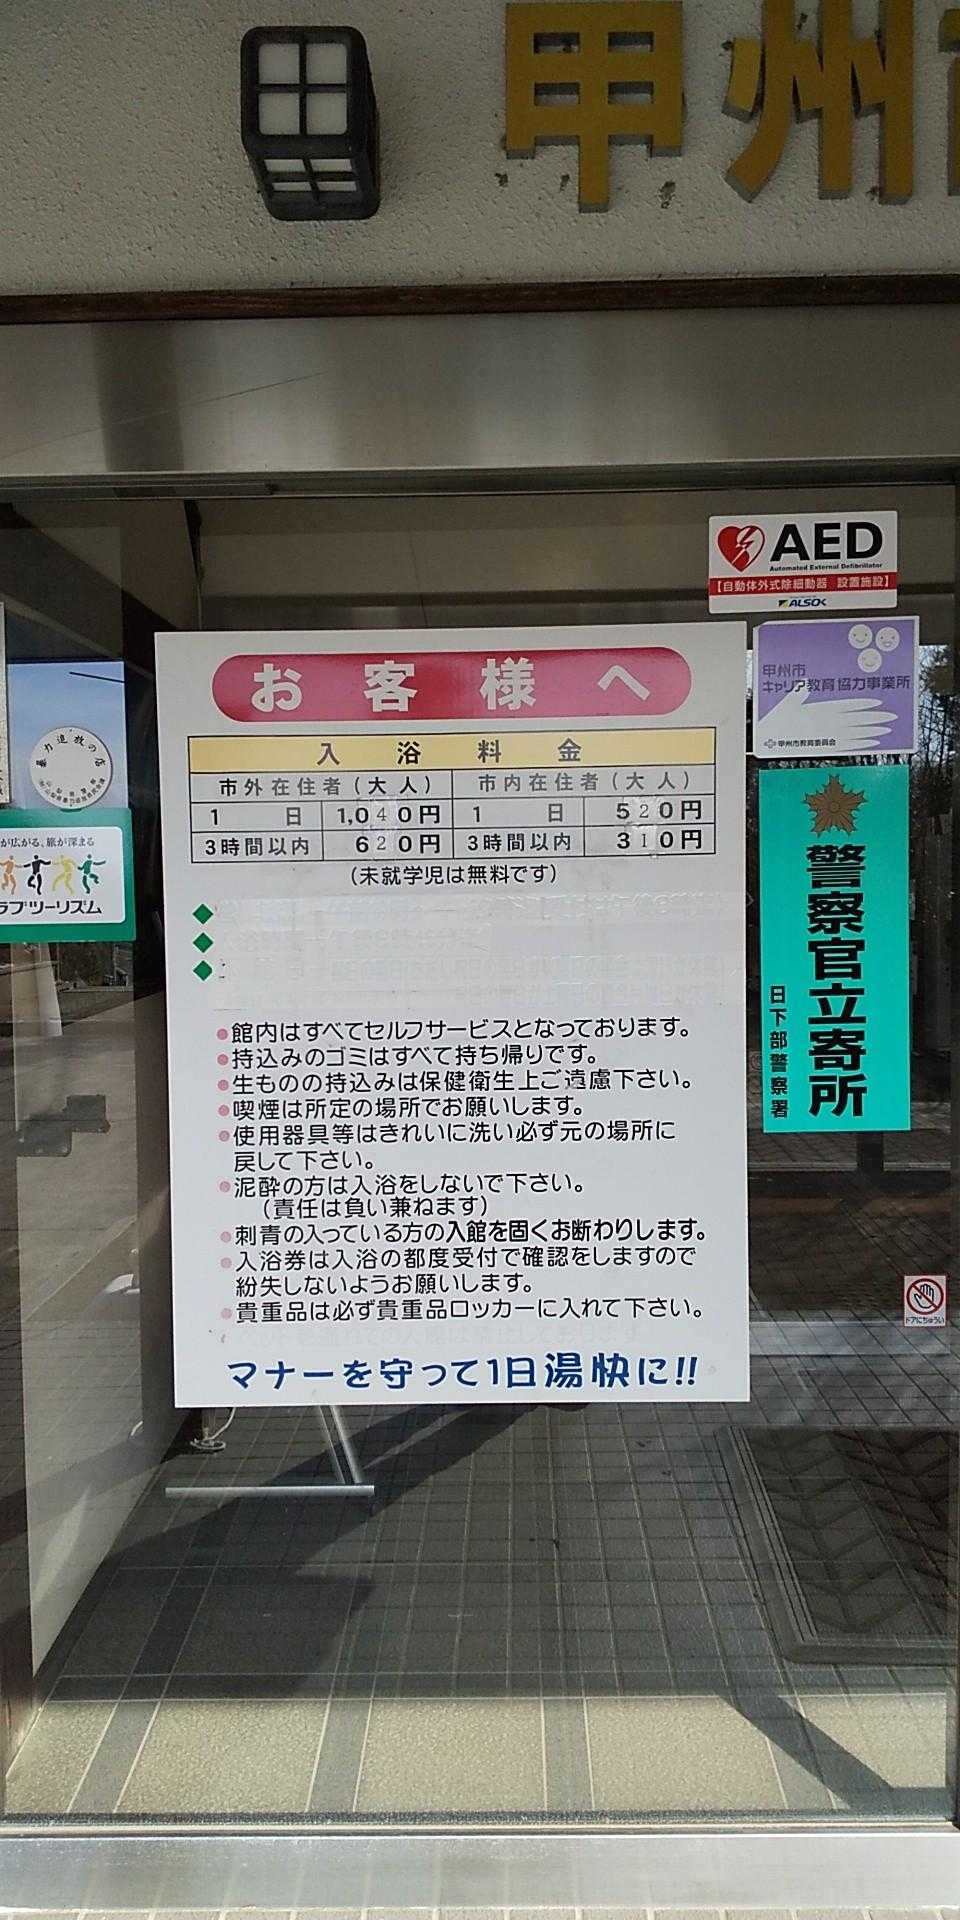 甲州
AED
Automated External Defibrillator
【自動体外式除細動器 設置施設】
ALSOK
甲州市
キャリア教育協力事業所
甲州市教育委員会
警察官立寄所
日下部警察署
暴力追放の店
が広がる、旅が深まる
ラブツーリズム
お客様へ
入浴料金
市外在住者(大人) 市内在住者(大人)
1日 1,040円 1日 520円
3時間以内 620円 3時間以内 310円
(未就学児は無料です)
●館内はすべてセルフサービスとなっております。
●持込みのゴミはすべて持ち帰りです。
●生ものの持込みは保健衛生上ご遠慮下さい。
●喫煙は所定の場所でお願いします。
●使用器具等はきれいに洗い必ず元の場所に
戻して下さい。
●泥酔の方は入浴をしないで下さい。
(責任は負い兼ねます)
●刺青の入っている方の入館を固くお断わりします。
●入浴券は入浴の都度受付で確認をしますので
紛失しないようお願いします。
●貴重品は必ず貴重品ロッカーに入れて下さい。
マナーを守って1日湯快に!!
ドアにちゅうい